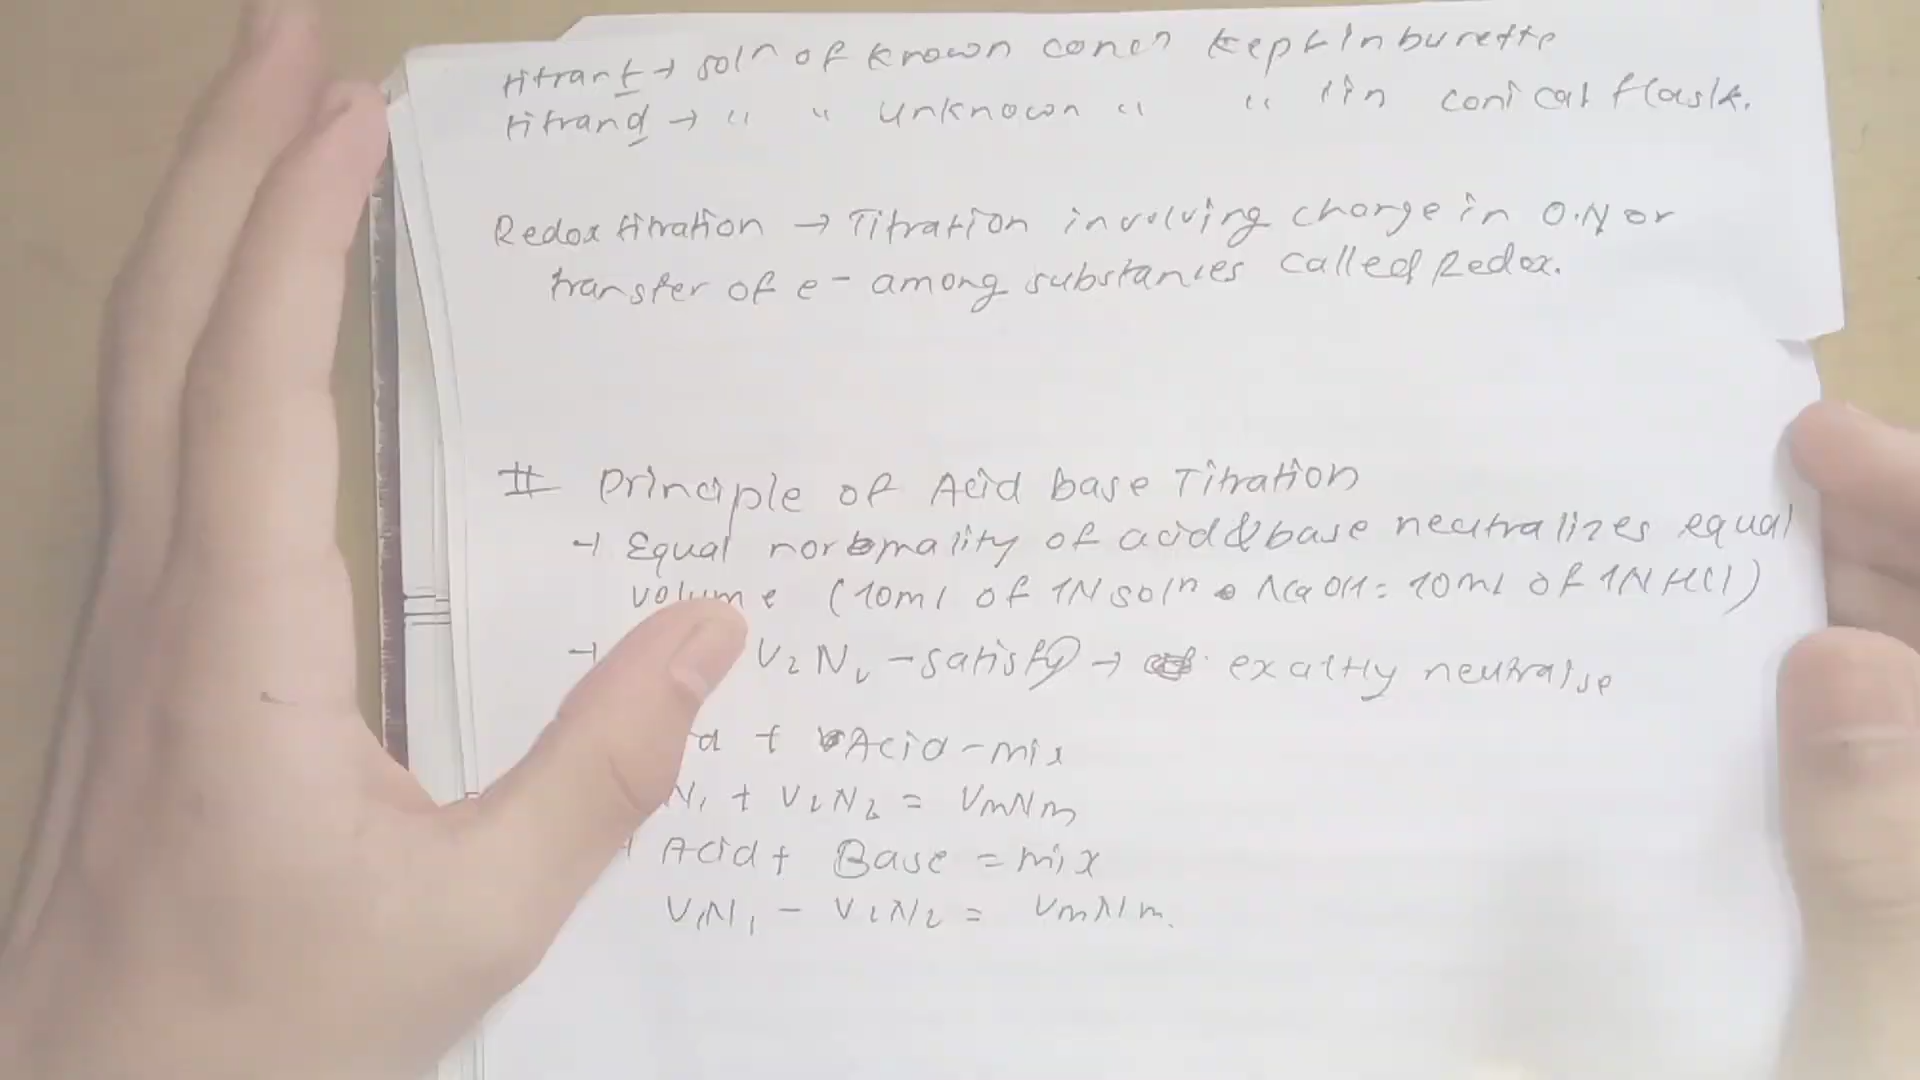 titrant → solⁿ of known concⁿ kept in burette
titrand → " " unknown " " in conical flask.
Redox titration → Titration involving change in O.N or
transfer of e- among substances called Redox.
# Principle of Acid base Titration
→ Equal normality of acid & base neutralizes equal
volume (10ml of 1N solⁿ NaOH = 10ml of 1N HCl)
→ V₂N₂ - satisfy → exactly neutralise
+ Acid - mix
N₁ + V₂N₂ = VmNm
Acid + Base = mix
V₁N₁ - V₂N₂ = VmNm.